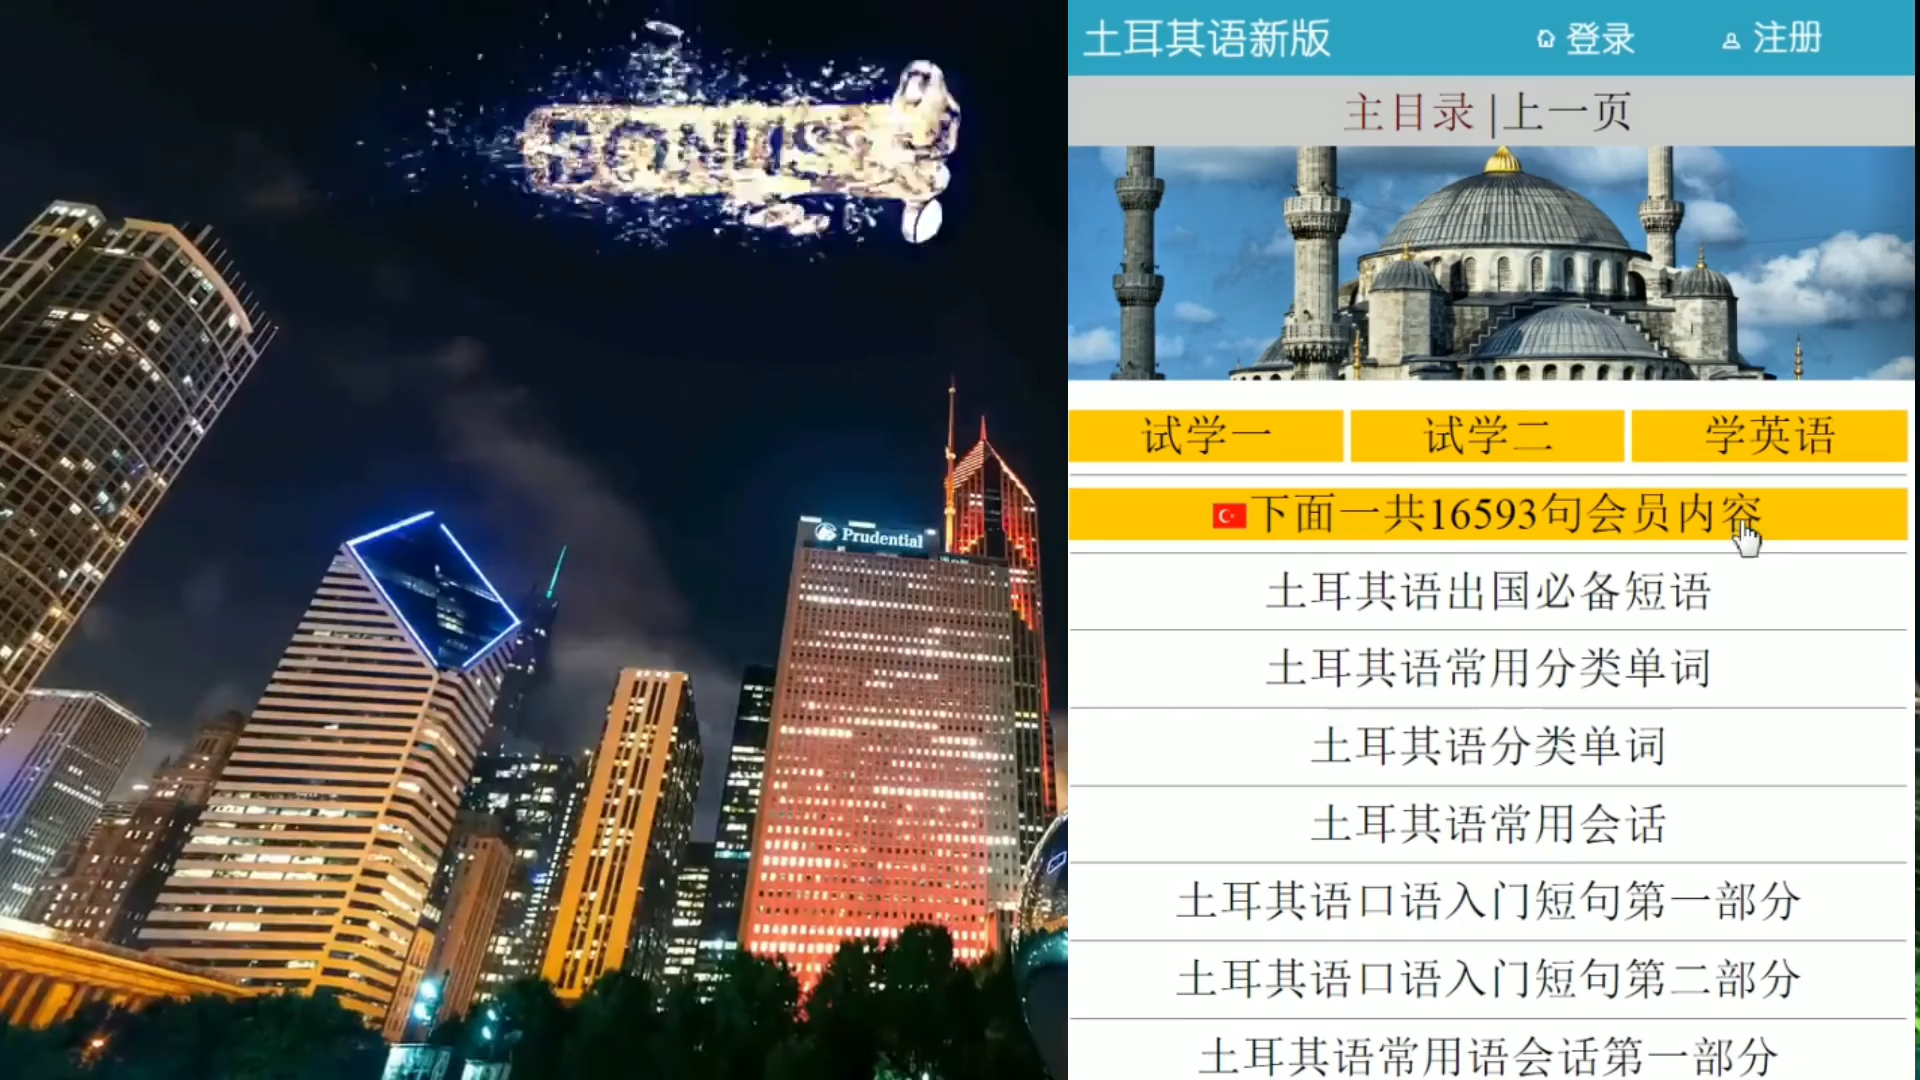 BONUS
Prudential
土耳其语新版
登录
注册
主目录|上一页
试学一
试学二
学英语
下面一共16593句会员内容
土耳其语出国必备短语
土耳其语常用分类单词
土耳其语分类单词
土耳其语常用会话
土耳其语口语入门短句第一部分
土耳其语口语入门短句第二部分
土耳其语常用语会话第一部分